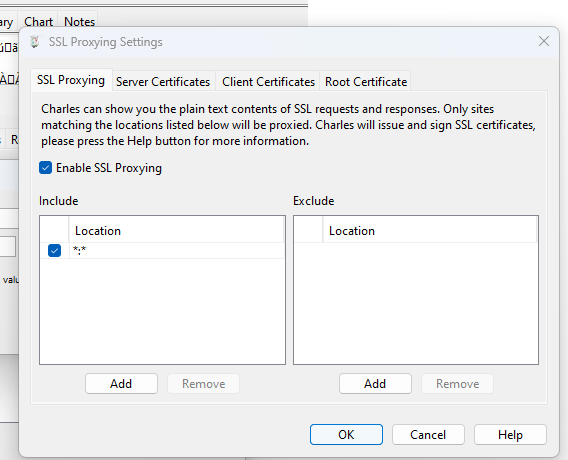 ary Chart Notes
SSL Proxying Settings
SSL Proxying Server Certificates Client Certificates Root Certificate
Charles can show you the plain text contents of SSL requests and responses. Only sites
matching the locations listed below will be proxied. Charles will issue and sign SSL certificates,
please press the Help button for more information.
Enable SSL Proxying
Include Exclude
Location Location
*:*
valu
Add Remove Add Remove
OK Cancel Help